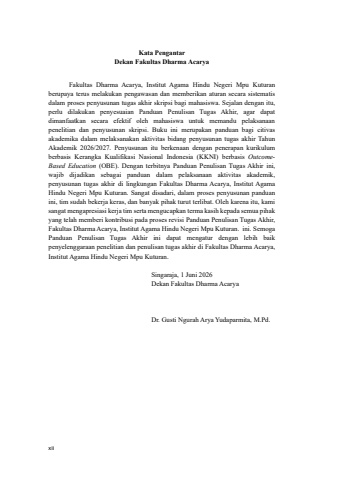 Kata Pengantar
Dekan Fakultas Dharma Acarya
Fakultas Dharma Acarya, Institut Agama Hindu Negeri Mpu Kuturan
berupaya terus melakukan pengawasan dan memberikan aturan secara sistematis
dalam proses penyusunan tugas akhir skripsi bagi mahasiswa. Sejalan dengan itu,
perlu dilakukan penyesuaian Panduan Penulisan Tugas Akhir, agar dapat
dimanfaatkan secara efektif oleh mahasiswa untuk memandu pelaksanaan
penelitian dan penyusunan skripsi. Buku ini merupakan panduan bagi citivas
akademika dalam melaksanakan aktivitas bidang penyusunan tugas akhir Tahun
Akademik 2026/2027. Penyusunan itu berkenaan dengan penerapan kurikulum
berbasis Kerangka Kualifikasi Nasional Indonesia (KKNI) berbasis Outcome-
Based Education (OBE). Dengan terbitnya Panduan Penulisan Tugas Akhir ini,
wajib dijadikan sebagai panduan dalam pelaksanaan aktivitas akademik,
penyusunan tugas akhir di lingkungan Fakultas Dharma Acarya, Institut Agama
Hindu Negeri Mpu Kuturan. Sangat disadari, dalam proses penyusunan panduan
ini, tim sudah bekerja keras, dan banyak pihak turut terlibat. Oleh karena itu, kami
sangat mengapresiasi kerja tim serta mengucapkan terma kasih kepada semua pihak
yang telah memberi kontribusi pada proses revisi Panduan Penulisan Tugas Akhir,
Fakultas Dharma Acarya, Institut Agama Hindu Negeri Mpu Kuturan. ini. Semoga
Panduan Penulisan Tugas Akhir ini dapat mengatur dengan lebih baik
penyelenggaraan penelitian dan penulisan tugas akhir di Fakultas Dharma Acarya,
Institut Agama Hindu Negeri Mpu Kuturan.
Singaraja, 1 Juni 2026
Dekan Fakultas Dharma Acarya
Dr. Gusti Ngurah Arya Yudaparmita, M.Pd.